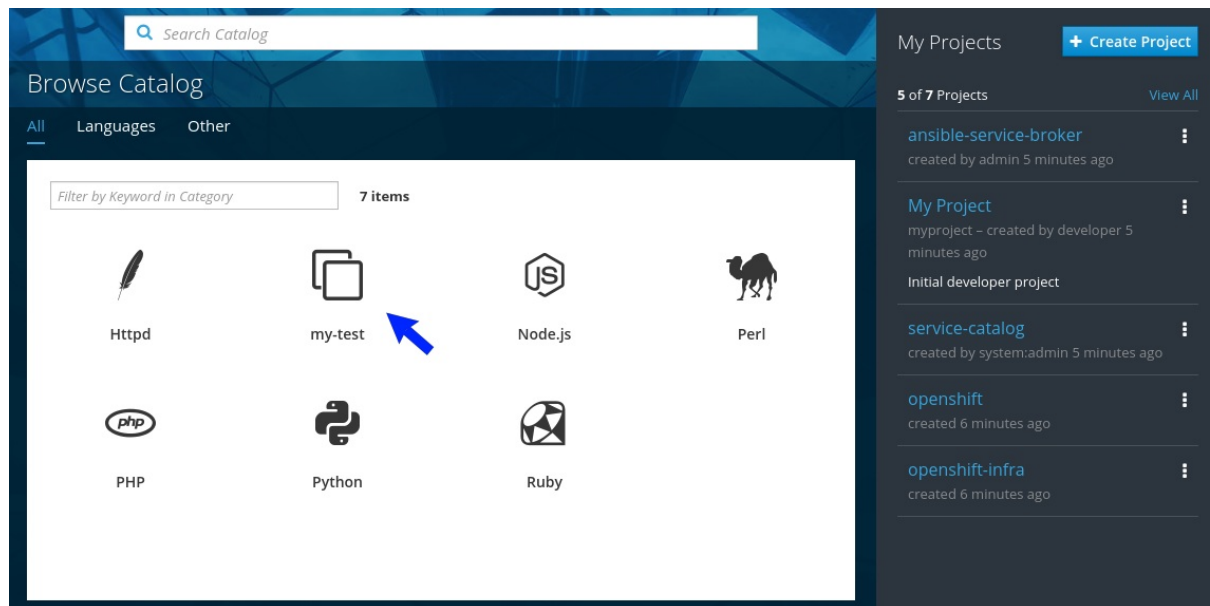 Search Catalog
Browse Catalog
All Languages Other
Filter by Keyword in Category 7 items
Httpd
JS
my-test
Node.js
Perl
php
PHP
Python
Ruby
My Projects + Create Project
5 of 7 Projects View All
ansible-service-broker
created by admin 5 minutes ago
My Project
myproject – created by developer 5
minutes ago
Initial developer project
service-catalog
created by system:admin 5 minutes ago
openshift
created 6 minutes ago
openshift-infra
created 6 minutes ago